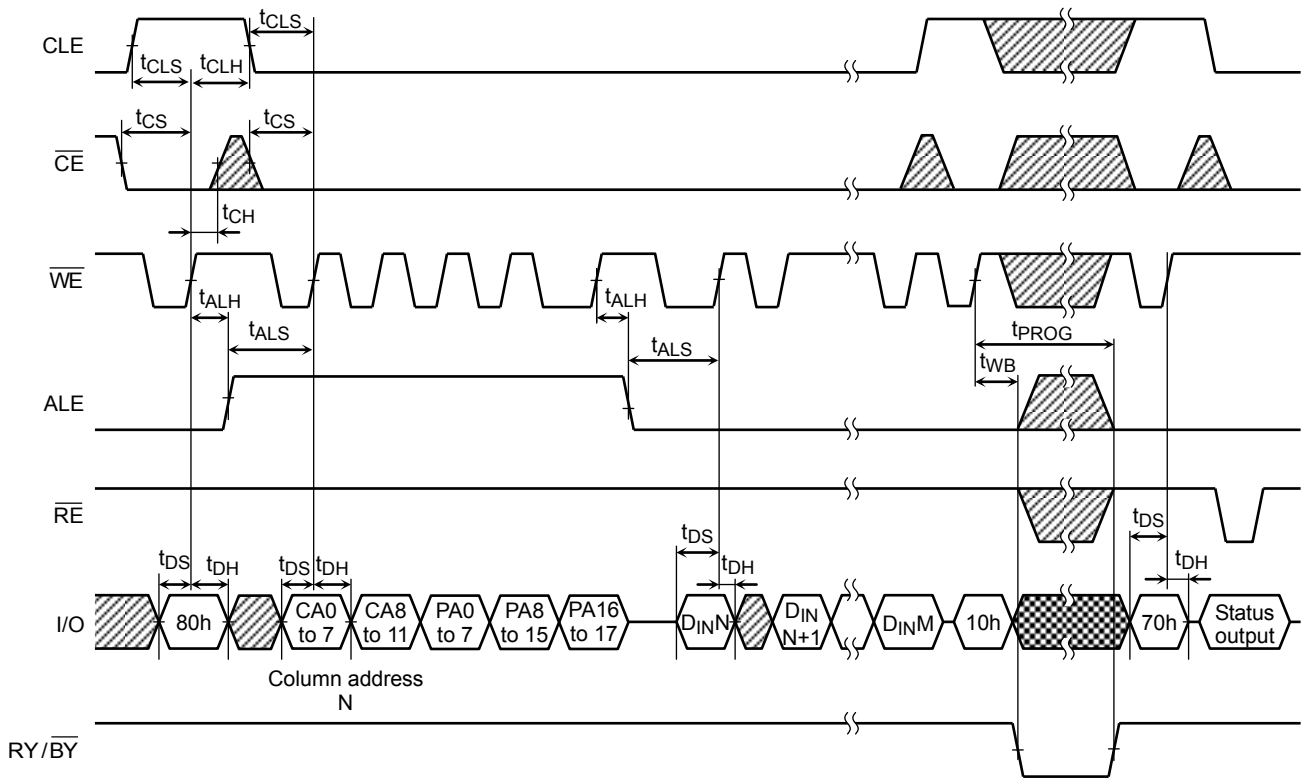 CLE
tCLS
tCLS
tCLH
CE
tCS
tCS
tCH
WE
tALH
tALS
tALH
tALS
tPROG
tWB
ALE
RE
tDS
tDH
tDS
tDH
tDS
tDH
tDS
tDH
I/O
80h
CA0 to 7
CA8 to 11
PA0 to 7
PA8 to 15
PA16 to 17
DINN
DIN N+1
DINM
10h
70h
Status output
Column address
N
RY/BY